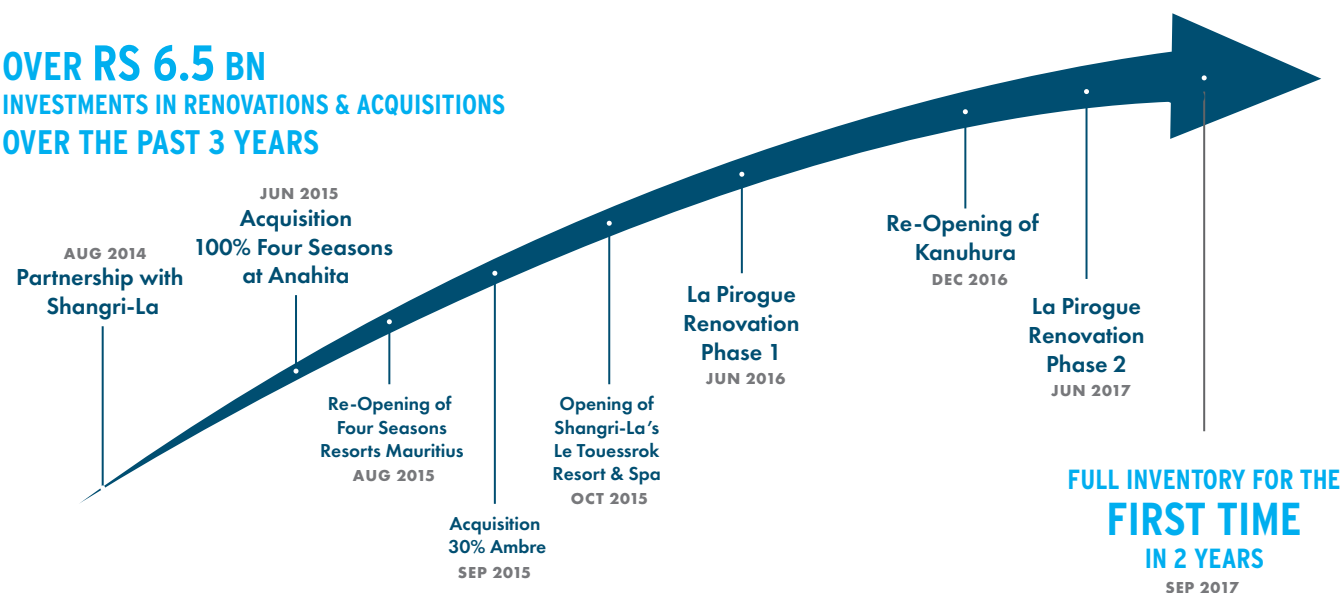 OVER RS 6.5 BN
INVESTMENTS IN RENOVATIONS & ACQUISITIONS
OVER THE PAST 3 YEARS
AUG 2014
Partnership with
Shangri-La
JUN 2015
Acquisition
100% Four Seasons
at Anahita
Re-Opening of
Four Seasons
Resorts Mauritius
AUG 2015
Acquisition
30% Ambre
SEP 2015
Opening of
Shangri-La's
Le Touessrok
Resort & Spa
OCT 2015
La Pirogue
Renovation
Phase 1
JUN 2016
Re-Opening of
Kanuhura
DEC 2016
La Pirogue
Renovation
Phase 2
JUN 2017
FULL INVENTORY FOR THE
FIRST TIME
IN 2 YEARS
SEP 2017